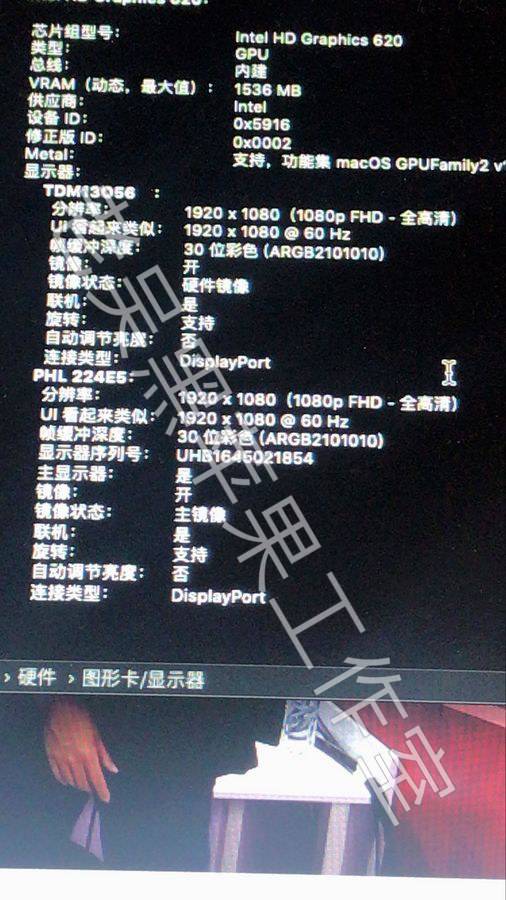 Intel HD Graphics 620:
芯片组型号： Intel HD Graphics 620
类型： GPU
总线： 内建
VRAM（动态，最大值）： 1536 MB
供应商： Intel
设备 ID： 0x5916
修正版 ID： 0x0002
Metal： 支持，功能集 macOS GPUFamily2 v1
显示器：
TDM13O56 ：
分辨率： 1920 x 1080（1080p FHD - 全高清）
UI 看起来类似： 1920 x 1080 @ 60 Hz
帧缓冲深度： 30 位彩色 (ARGB2101010)
镜像： 开
镜像状态： 硬件镜像
联机： 是
旋转： 支持
自动调节亮度： 否
连接类型： DisplayPort
PHL 224E5：
分辨率： 1920 x 1080（1080p FHD - 全高清）
UI 看起来类似： 1920 x 1080 @ 60 Hz
帧缓冲深度： 30 位彩色 (ARGB2101010)
显示器序列号： UHB1645021854
主显示器： 是
镜像： 开
镜像状态： 主镜像
联机： 是
旋转： 支持
自动调节亮度： 否
连接类型： DisplayPort
› 硬件 › 图形卡/显示器
吴黑苹果工作室